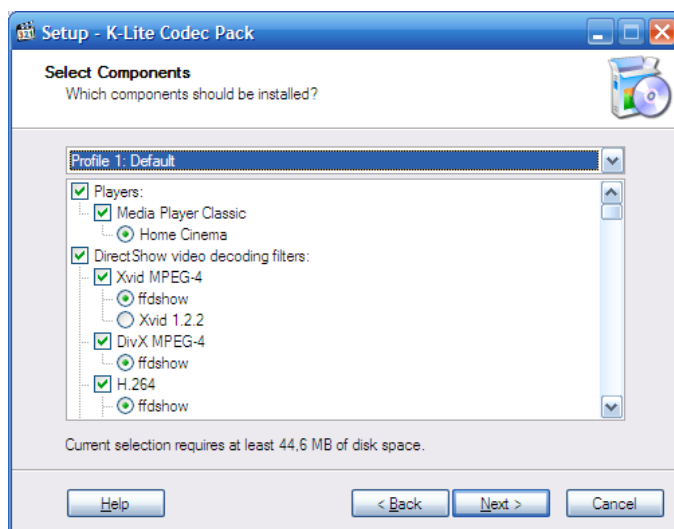 Setup - K-Lite Codec Pack
Select Components
Which components should be installed?
Profile 1: Default
Players:
Media Player Classic
Home Cinema
DirectShow video decoding filters:
Xvid MPEG-4
ffdshow
Xvid 1.2.2
DivX MPEG-4
ffdshow
H.264
ffdshow
Current selection requires at least 44,6 MB of disk space.
Help
< Back
Next >
Cancel